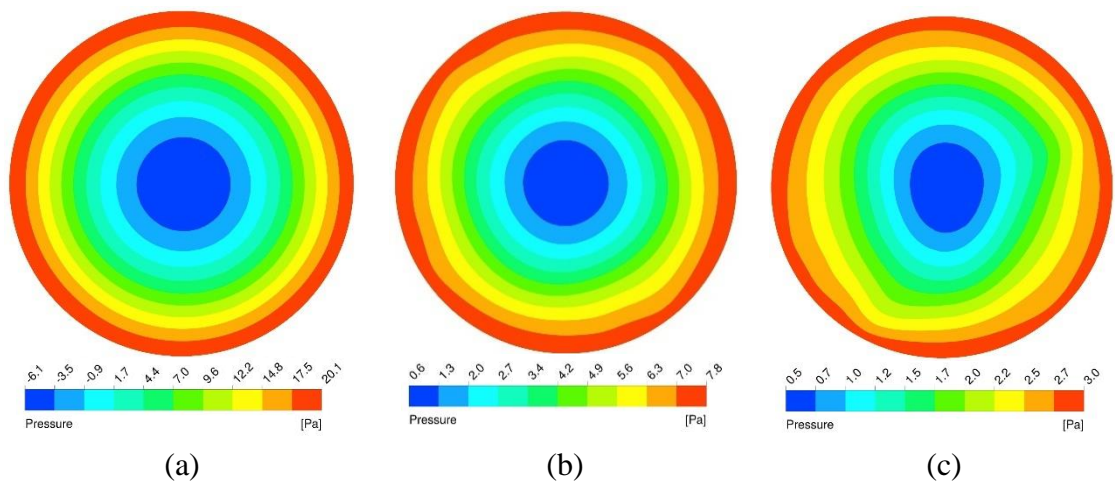 -6.1 -3.5 -0.9 1.7 4.4 7.0 9.6 12.2 14.8 17.5 20.1
Pressure [Pa]
(a)
0.6 1.3 2.0 2.7 3.4 4.2 4.9 5.6 6.3 7.0 7.8
Pressure [Pa]
(b)
0.5 0.7 1.0 1.2 1.5 1.7 2.0 2.2 2.5 2.7 3.0
Pressure [Pa]
(c)